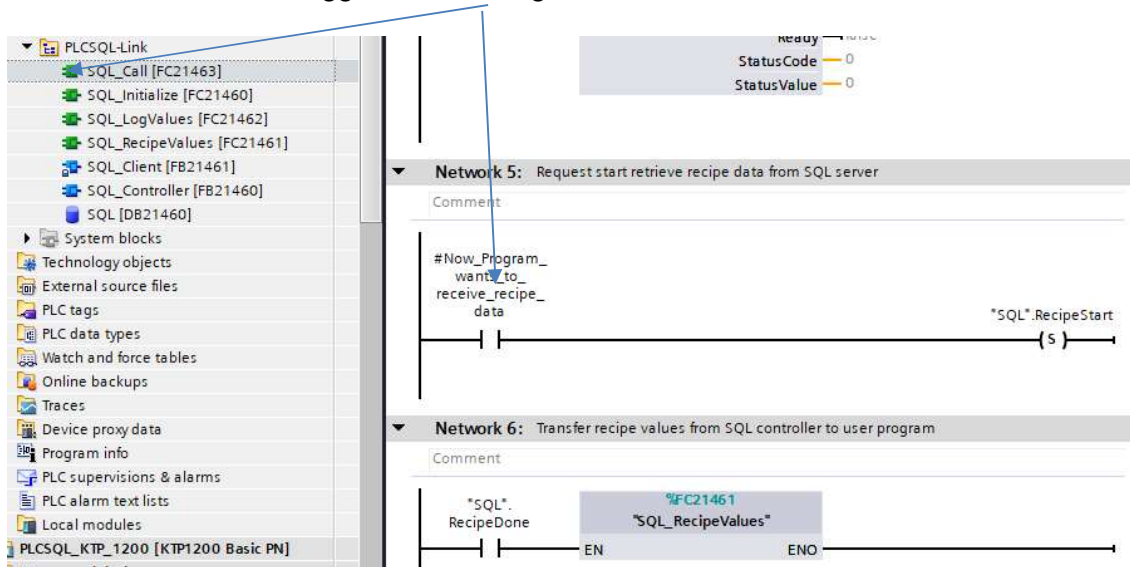 PLCSQL-Link
SQL_Call [FC21463]
SQL_Initialize [FC21460]
SQL_LogValues [FC21462]
SQL_RecipeValues [FC21461]
SQL_Client [FB21461]
SQL_Controller [FB21460]
SQL [DB21460]
System blocks
Technology objects
External source files
PLC tags
PLC data types
Watch and force tables
Online backups
Traces
Device proxy data
Program info
PLC supervisions & alarms
PLC alarm text lists
Local modules
PLCSQL_KTP_1200 [KTP1200 Basic PN]
Ready
StatusCode 0
StatusValue 0
Network 5: Request start retrieve recipe data from SQL server
Comment
#Now_Program_
wants_to_
receive_recipe_
data
"SQL".RecipeStart
S
Network 6: Transfer recipe values from SQL controller to user program
Comment
"SQL".
RecipeDone
%FC21461
"SQL_RecipeValues"
EN ENO